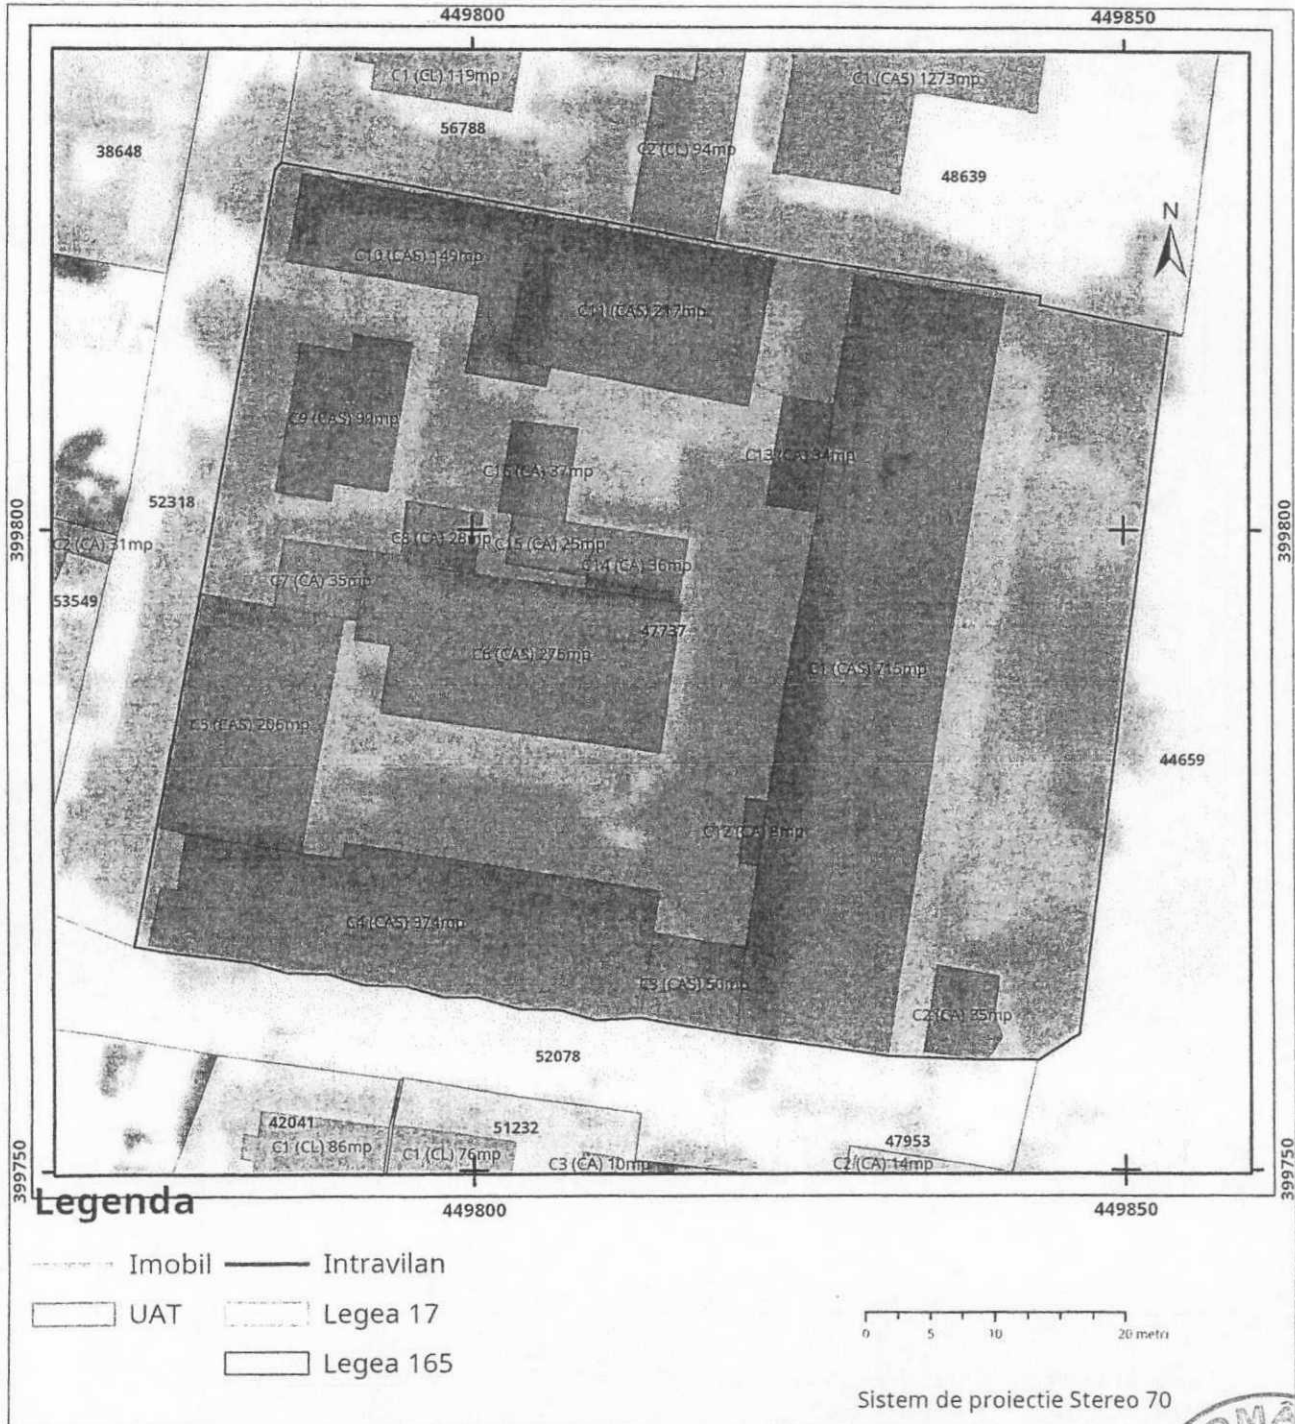 449800 449850
C1 (CL) 119mp
C1 (CAS) 1273mp
56788
38648
C2 (CL) 94mp
48639
N
C10 (CAS) 149mp
C11 (CAS) 217mp
C9 (CAS) 99mp
C13 (CA) 34mp
C16 (CA) 37mp
52318
399800
399800
C2 (CA) 31mp
C8 (CA) 28mp
C15 (CA) 25mp
C14 (CA) 36mp
C7 (CA) 35mp
53549
47737
C6 (CAS) 276mp
C1 (CAS) 715mp
C5 (CAS) 206mp
44659
C12 (CA) 8mp
C4 (CAS) 374mp
C3 (CAS) 50mp
C2 (CA) 35mp
52078
42041
51232
47953
C1 (CL) 86mp
C1 (CL) 76mp
C3 (CA) 10mp
C2 (CA) 14mp
399750
399750
Legenda
449800 449850
Imobil Intravilan
UAT Legea 17
Legea 165
0 5 10 20 metri
Sistem de proiectie Stereo 70